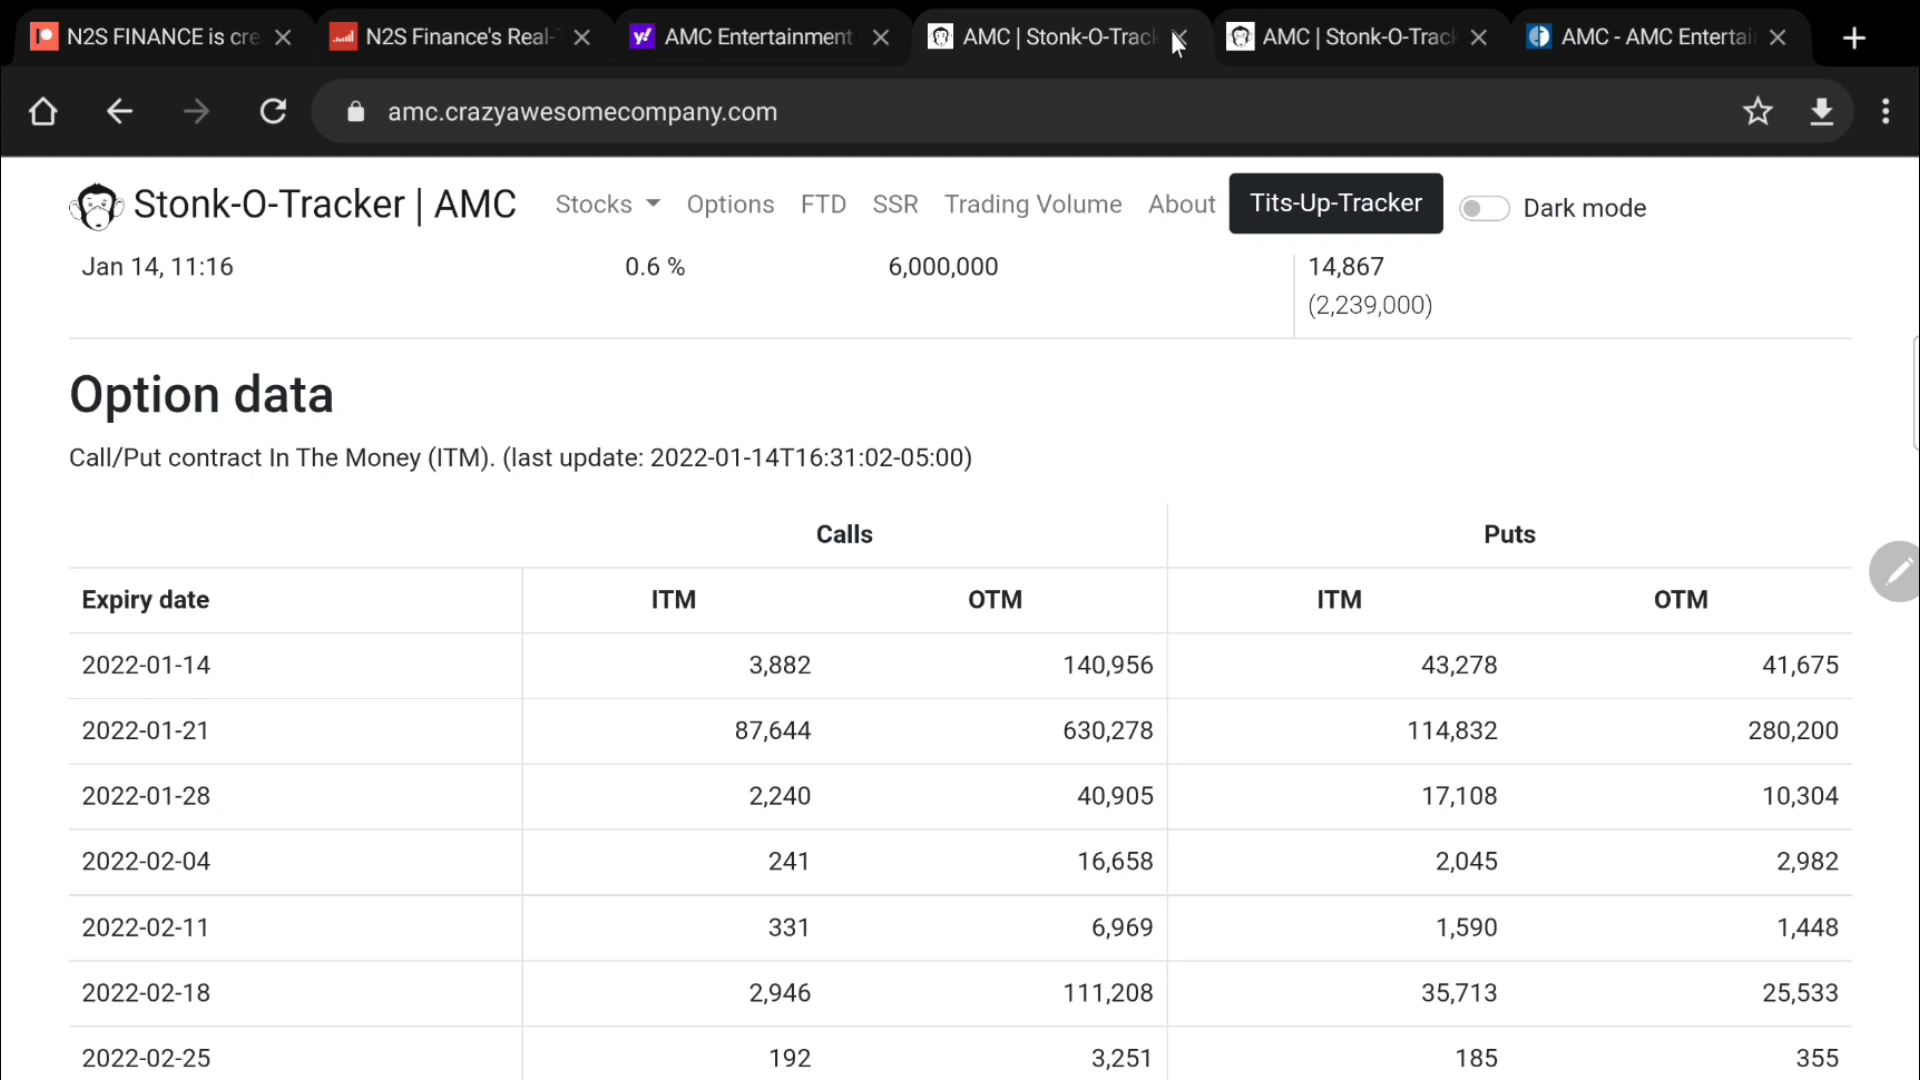 N2S FINANCE is cre
N2S Finance's Real-
AMC Entertainment
AMC | Stonk-O-Trac
AMC | Stonk-O-Trac
AMC - AMC Entertai
amc.crazyawesomecompany.com
Stonk-O-Tracker | AMC Stocks Options FTD SSR Trading Volume About Tits-Up-Tracker Dark mode
Jan 14, 11:16 0.6 % 6,000,000 14,867
(2,239,000)
Option data
Call/Put contract In The Money (ITM). (last update: 2022-01-14T16:31:02-05:00)
Calls Puts
Expiry date ITM OTM ITM OTM
2022-01-14 3,882 140,956 43,278 41,675
2022-01-21 87,644 630,278 114,832 280,200
2022-01-28 2,240 40,905 17,108 10,304
2022-02-04 241 16,658 2,045 2,982
2022-02-11 331 6,969 1,590 1,448
2022-02-18 2,946 111,208 35,713 25,533
2022-02-25 192 3,251 185 355